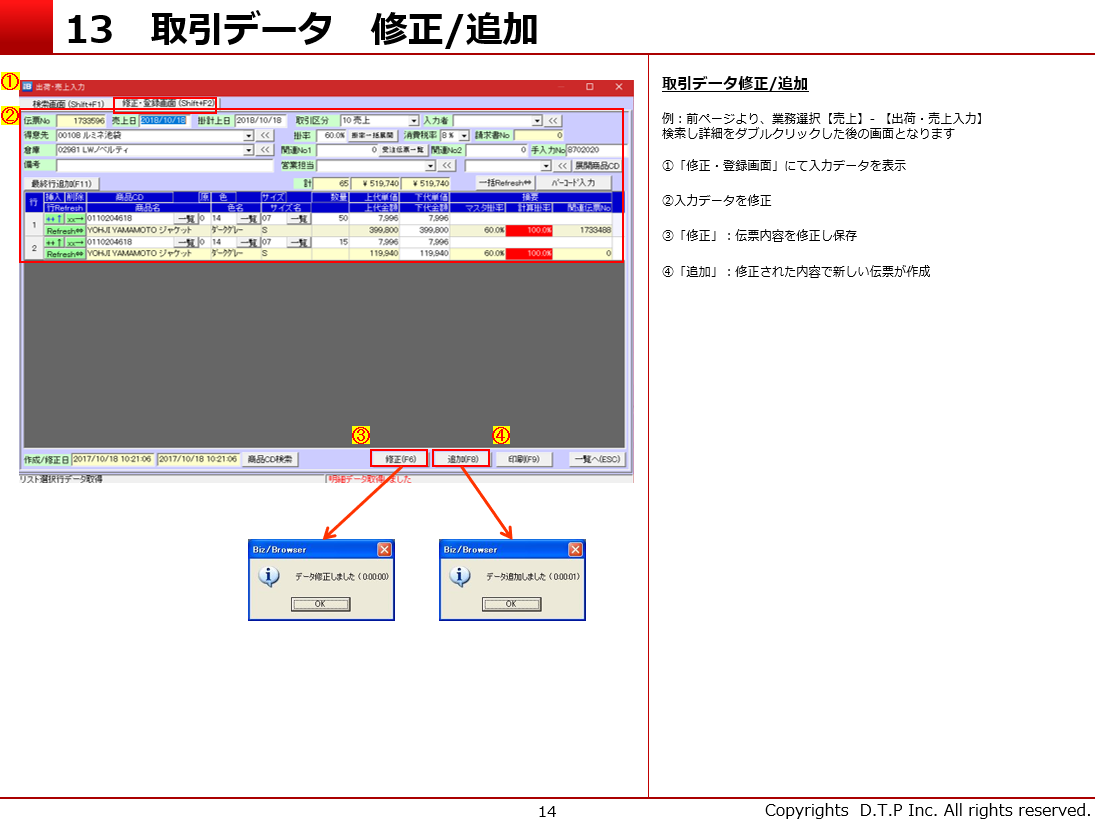 13　取引データ　修正/追加
①
出荷・売上入力
検索画面 (Shift+F1) 修正・登録画面 (Shift+F2)
②
伝票No 1733596 売上日 2018/10/18 掛計上日 2018/10/18 取引区分 10 売上 入力者 <<
得意先 00108 ルミネ池袋 << 掛率 60.0% 掛率一括展開 消費税率 8% 請求書No 0
倉庫 02981 LWノベルティ << 関連No1 0 受注伝票一覧 関連No2 0 手入力No 8702020
備考 営業担当 << << 展開商品CD
最終行追加(F11) 計 65 ¥519,740 ¥519,740 一括Refresh⇔ バーコード入力
行 挿入 削除 商品CD 原 色 サイズ 数量 上代単価 下代単価 摘要
行Refresh 商品名 色名 サイズ名 上代金額 下代金額 マスタ掛率 計算掛率 関連伝票No
1 ++↑ xx→ 0110204618 一覧 0 14 一覧 07 一覧 50 7,996 7,996
Refresh⇔ YOHJI YAMAMOTO ジャケット ダークグレー S 399,800 399,800 60.0% 100.0% 1733488
2 ++↑ xx→ 0110204618 一覧 0 14 一覧 07 一覧 15 7,996 7,996
Refresh⇔ YOHJI YAMAMOTO ジャケット ダークグレー S 119,940 119,940 60.0% 100.0% 0
③ ④
作成/修正日 2017/10/18 10:21:06 2017/10/18 10:21:06 商品CD検索 修正(F6) 追加(F8) 印刷(F9) 一覧へ(ESC)
リスト選択行データ取得 明細データ取得しました
Biz/Browser
データ修正しました (0:00:00)
OK
Biz/Browser
データ追加しました (0:00:01)
OK
取引データ修正/追加
例：前ページより、業務選択【売上】-【出荷・売上入力】
検索し詳細をダブルクリックした後の画面となります
①「修正・登録画面」にて入力データを表示
②入力データを修正
③「修正」：伝票内容を修正し保存
④「追加」：修正された内容で新しい伝票が作成
14
Copyrights D.T.P Inc. All rights reserved.